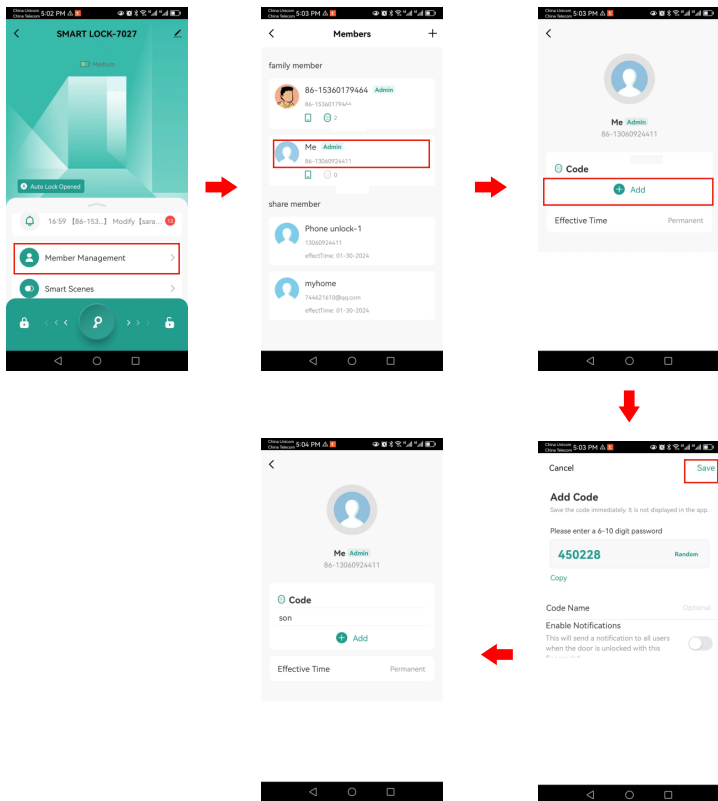 China Unicom
China Telecom 5:02 PM
SMART LOCK-7027
Medium
Auto Lock Opened
16:59 【86-153...】 Modify [sara... 13
Member Management
Smart Scenes
China Unicom
China Telecom 5:03 PM
Members
family member
86-15360179464 Admin
86-15360179464
2
Me Admin
86-13060924411
0
share member
Phone unlock-1
13060924411
effectTime: 01-30-2024
myhome
744621610@qq.com
effectTime: 01-30-2024
China Unicom
China Telecom 5:03 PM
Me Admin
86-13060924411
Code
Add
Effective Time Permanent
China Unicom
China Telecom 5:03 PM
Cancel Save
Add Code
Save the code immediately. It is not displayed in the app.
Please enter a 6-10 digit password
450228 Random
Copy
Code Name Optional
Enable Notifications
This will send a notification to all users
when the door is unlocked with this
China Unicom
China Telecom 5:04 PM
Me Admin
86-13060924411
Code
son
Add
Effective Time Permanent